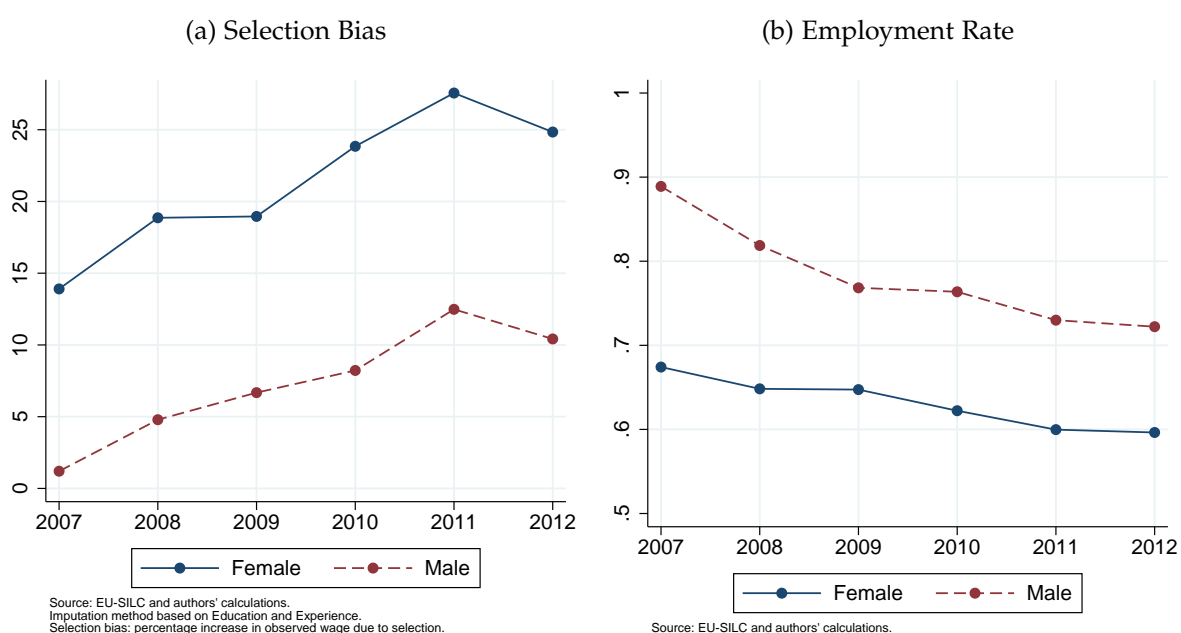 (a) Selection Bias
25
20
15
10
5
0
2007 2008 2009 2010 2011 2012
Female Male
Source: EU-SILC and authors' calculations.
Imputation method based on Education and Experience.
Selection bias: percentage increase in observed wage due to selection.
(b) Employment Rate
1
.9
.8
.7
.6
.5
2007 2008 2009 2010 2011 2012
Female Male
Source: EU-SILC and authors' calculations.